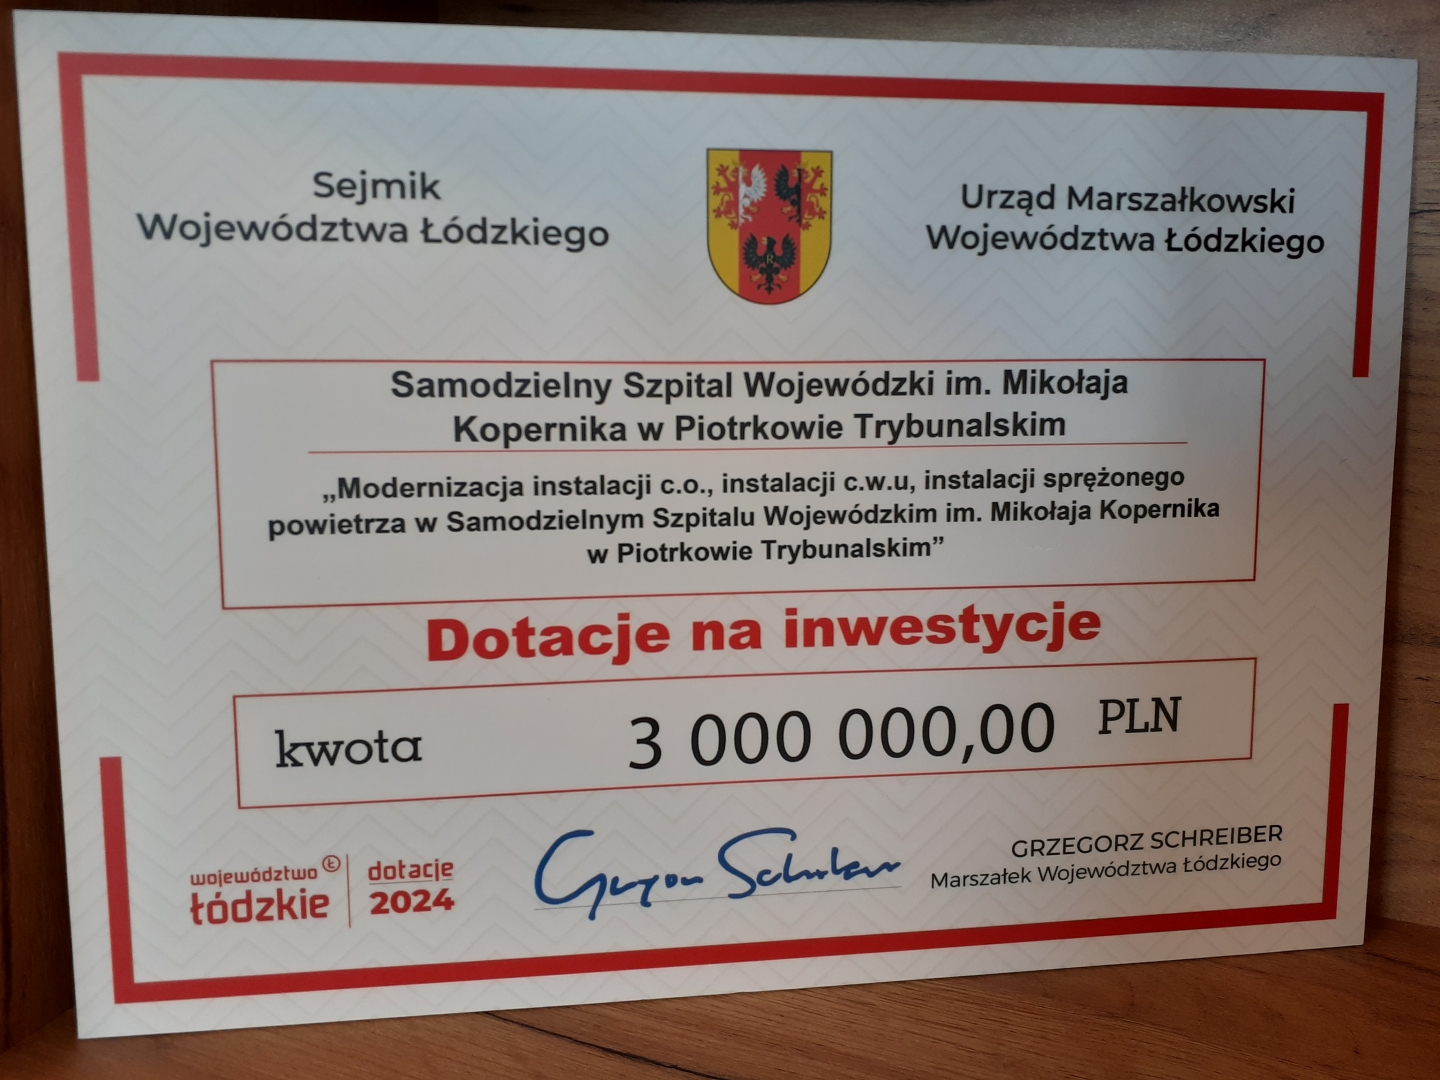 Sejmik
Województwa Łódzkiego
Urząd Marszałkowski
Województwa Łódzkiego
R
Samodzielny Szpital Wojewódzki im. Mikołaja
Kopernika w Piotrkowie Trybunalskim
„Modernizacja instalacji c.o., instalacji c.w.u, instalacji sprężonego
powietrza w Samodzielnym Szpitalu Wojewódzkim im. Mikołaja Kopernika
w Piotrkowie Trybunalskim”
Dotacje na inwestycje
kwota 3 000 000,00 PLN
województwo Ł
łódzkie
dotacje
2024
Grzegorz Schreiber
GRZEGORZ SCHREIBER
Marszałek Województwa Łódzkiego